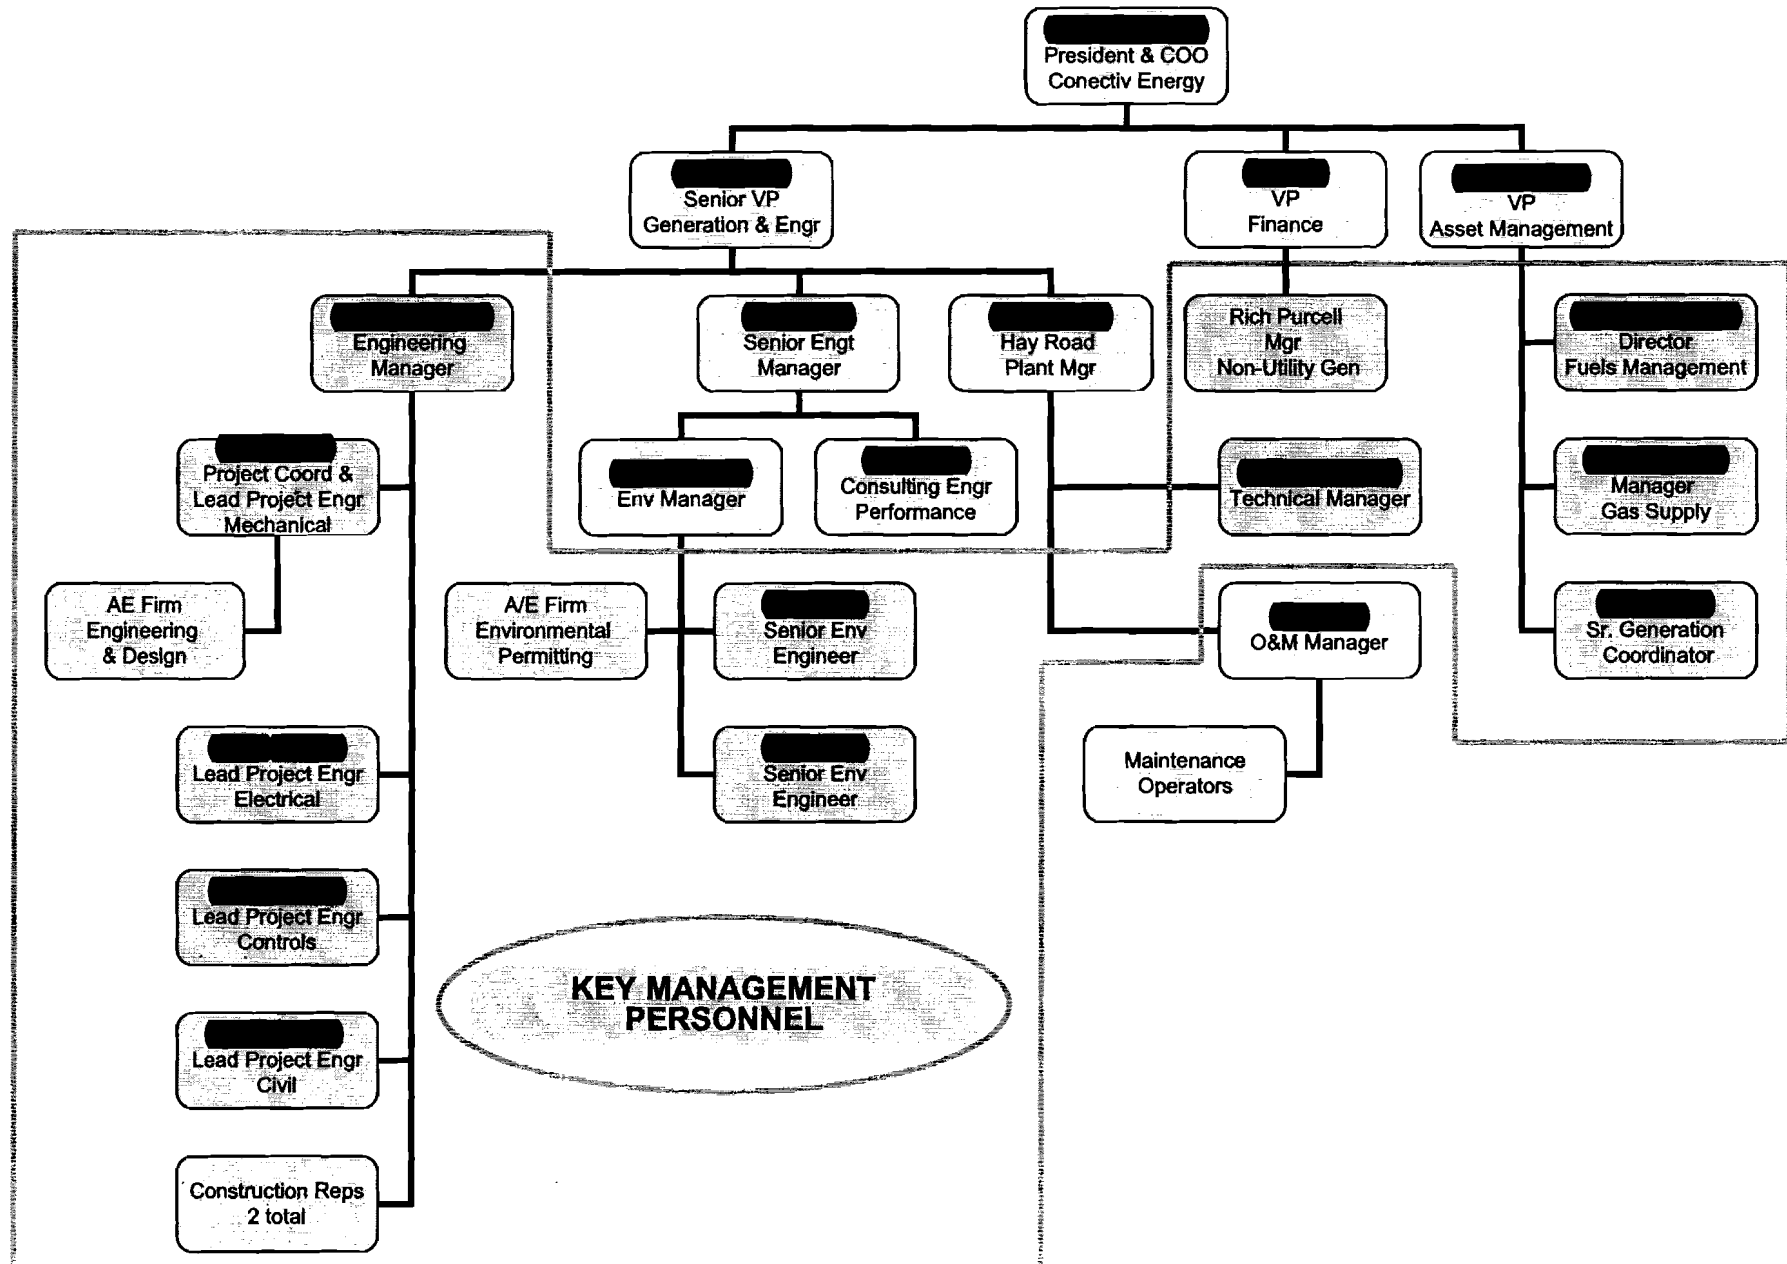 President & COO
Conectiv Energy
Senior VP
Generation & Engr
VP
Finance
VP
Asset Management
Engineering
Manager
Senior Engt
Manager
Hay Road
Plant Mgr
Rich Purcell
Mgr
Non-Utility Gen
Director
Fuels Management
Project Coord &
Lead Project Engr
Mechanical
Env Manager
Consulting Engr
Performance
Technical Manager
Manager
Gas Supply
AE Firm
Engineering
& Design
A/E Firm
Environmental
Permitting
Senior Env
Engineer
O&M Manager
Sr. Generation
Coordinator
Lead Project Engr
Electrical
Senior Env
Engineer
Maintenance
Operators
Lead Project Engr
Controls
KEY MANAGEMENT
PERSONNEL
Lead Project Engr
Civil
Construction Reps
2 total